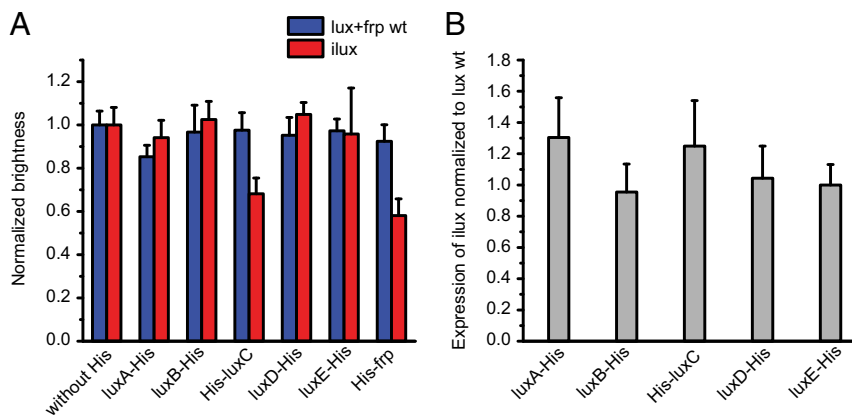 A
lux+frp wt
ilux
Normalized brightness
1.2
1.0
0.8
0.6
0.4
0.2
0.0
without His
luxA-His
luxB-His
His-luxC
luxD-His
luxE-His
His-frp
B
Expression of ilux normalized to lux wt
1.8
1.6
1.4
1.2
1.0
0.8
0.6
0.4
0.2
0.0
luxA-His
luxB-His
His-luxC
luxD-His
luxE-His